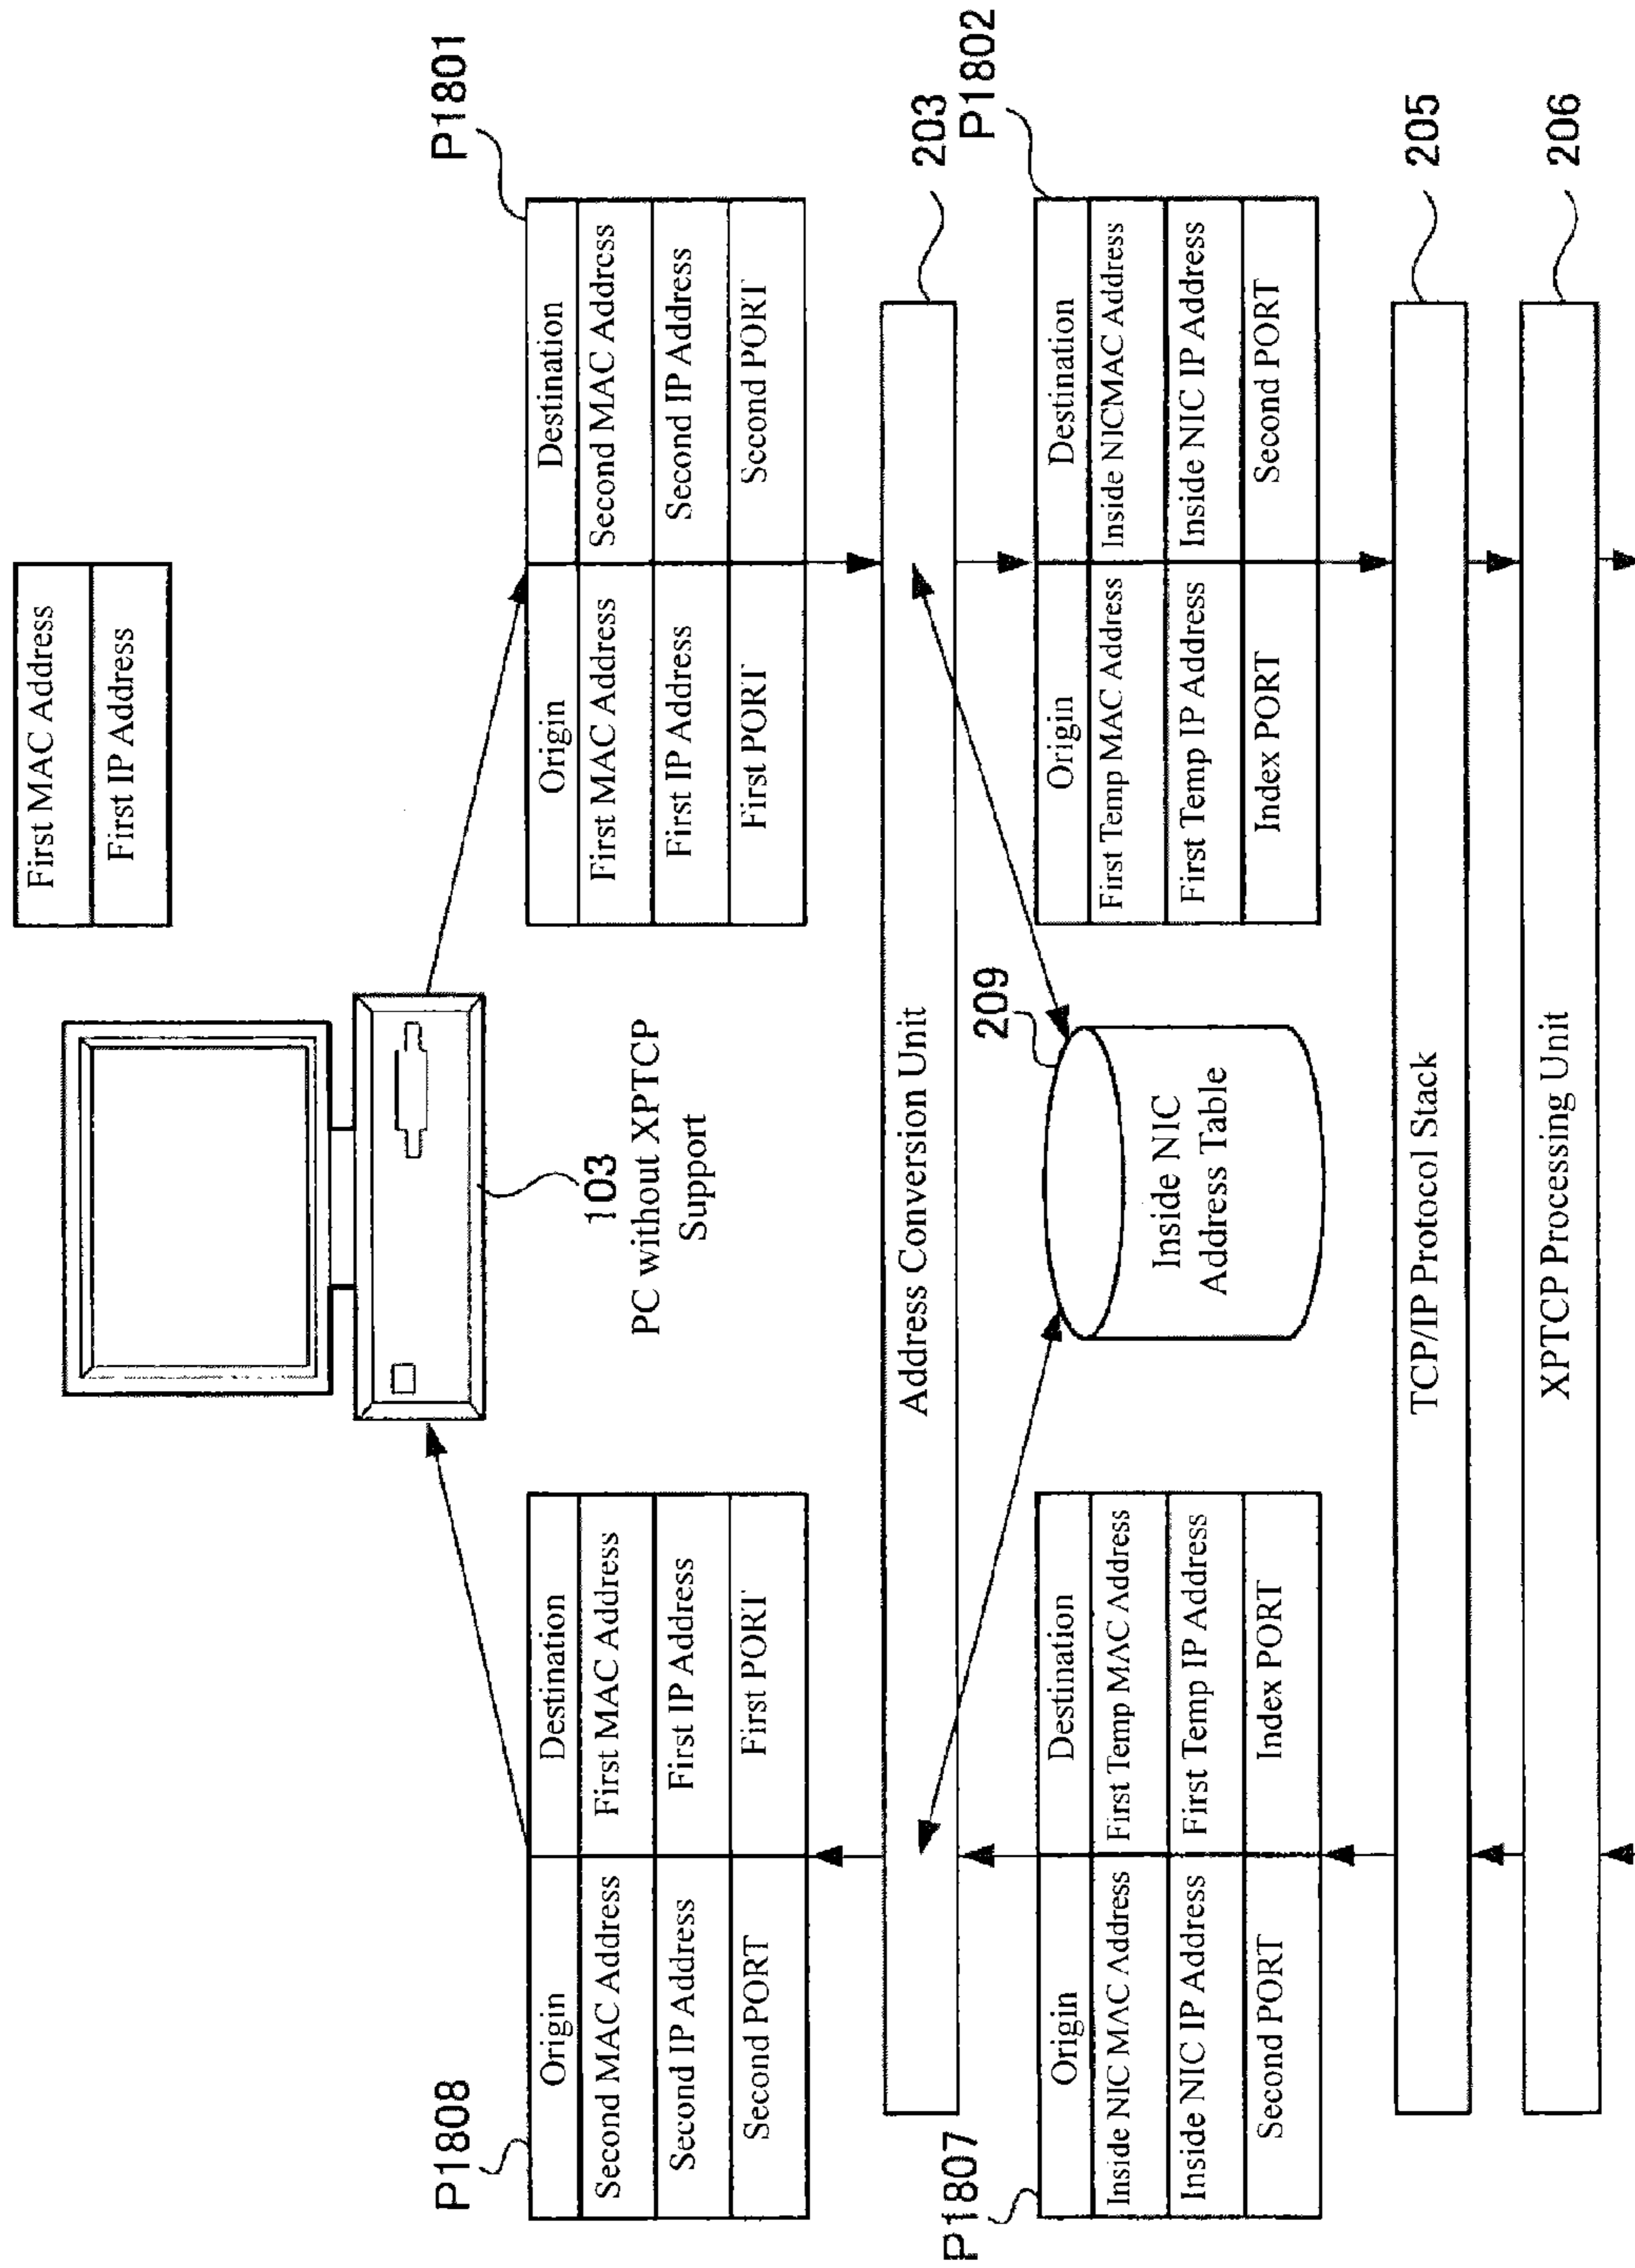 First MAC Address
First IP Address
103
PC without XPTCP
Support
P1808
Origin Destination
Second MAC Address First MAC Address
Second IP Address First IP Address
Second PORT First PORT
P1801
Origin Destination
First MAC Address Second MAC Address
First IP Address Second IP Address
First PORT Second PORT
Address Conversion Unit
203
P1807
Origin Destination
Inside NIC MAC Address First Temp MAC Address
Inside NIC IP Address First Temp IP Address
Second PORT Index PORT
209
Inside NIC
Address Table
P1802
Origin Destination
First Temp MAC Address Inside NICMAC Address
First Temp IP Address Inside NIC IP Address
Index PORT Second PORT
TCP/IP Protocol Stack
205
XPTCP Processing Unit
206